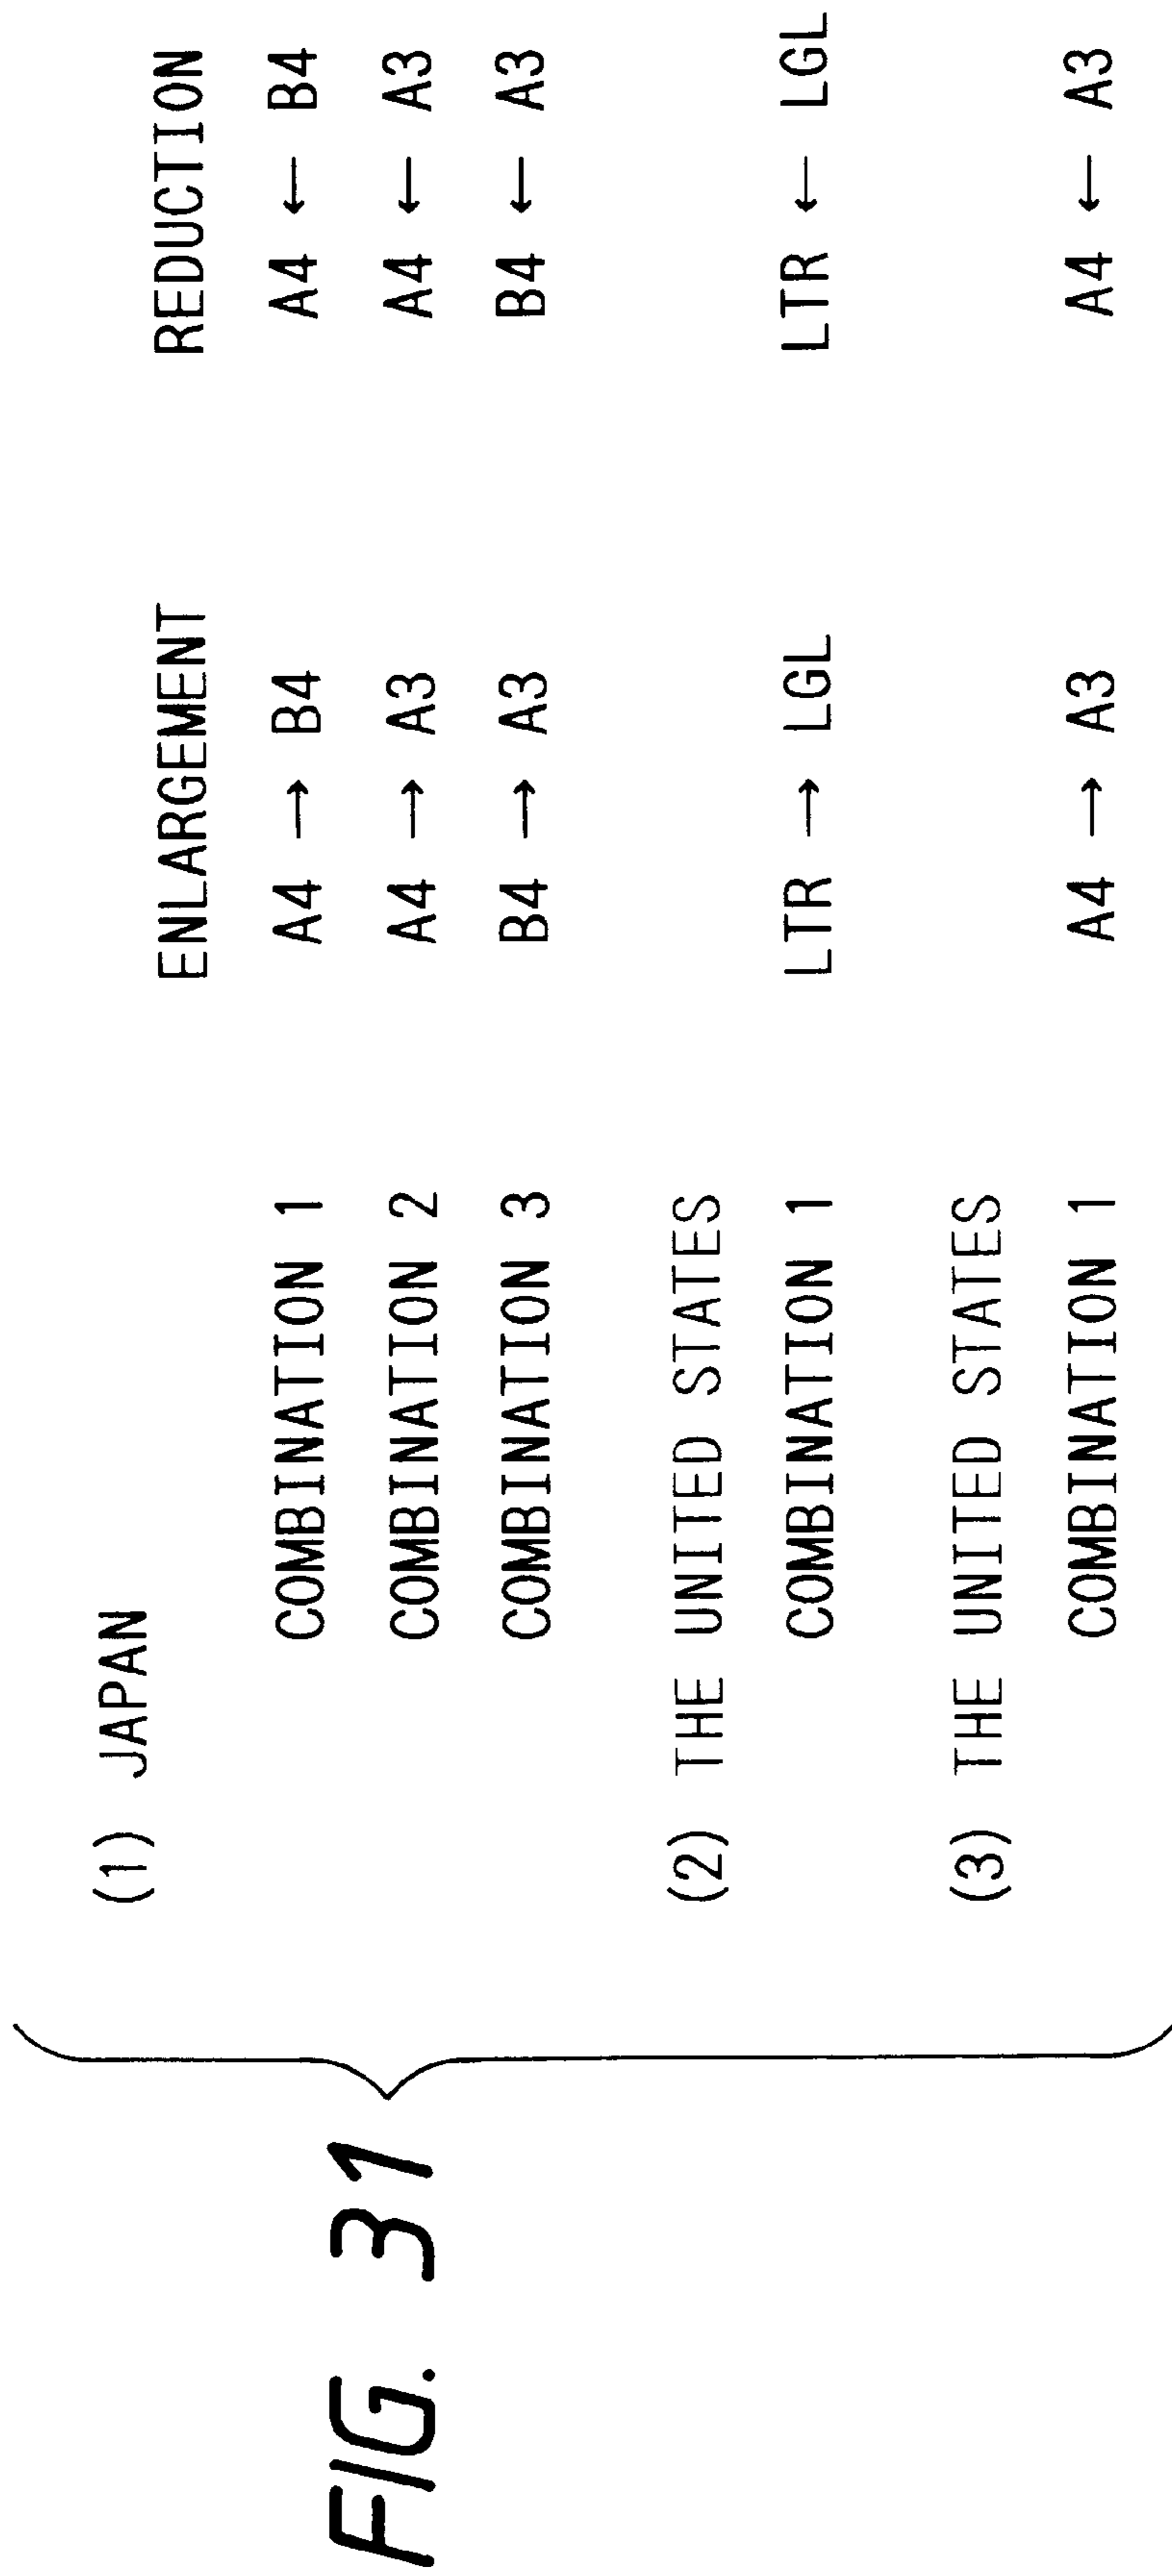 FIG. 31
(1) JAPAN
ENLARGEMENT REDUCTION
COMBINATION 1 A4 → B4 A4 ← B4
COMBINATION 2 A4 → A3 A4 ← A3
COMBINATION 3 B4 → A3 B4 ← A3
(2) THE UNITED STATES
COMBINATION 1 LTR → LGL LTR ← LGL
(3) THE UNITED STATES
COMBINATION 1 A4 → A3 A4 ← A3